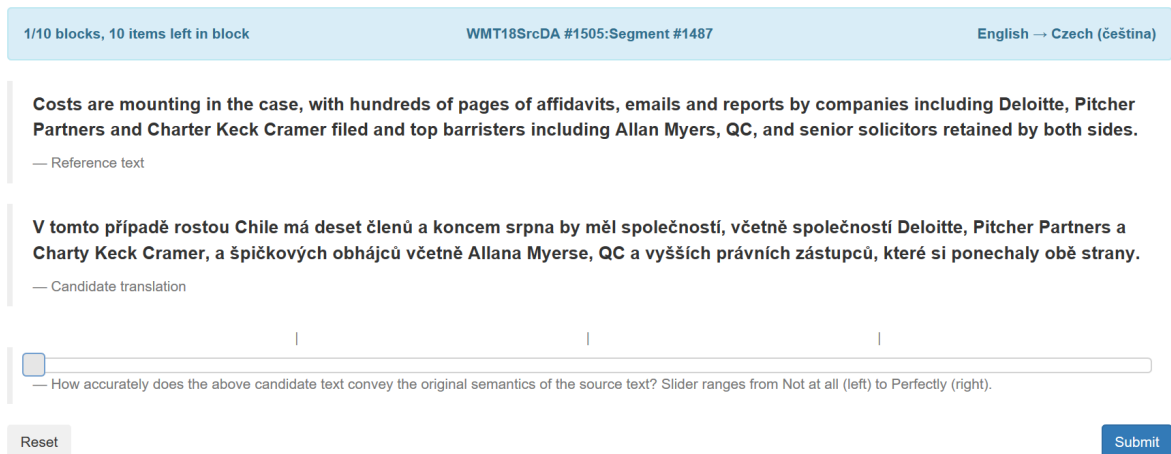 1/10 blocks, 10 items left in block WMT18SrcDA #1505:Segment #1487 English → Czech (čeština)
Costs are mounting in the case, with hundreds of pages of affidavits, emails and reports by companies including Deloitte, Pitcher
Partners and Charter Keck Cramer filed and top barristers including Allan Myers, QC, and senior solicitors retained by both sides.
— Reference text
V tomto případě rostou Chile má deset členů a koncem srpna by měl společností, včetně společností Deloitte, Pitcher Partners a
Charty Keck Cramer, a špičkových obhájců včetně Allana Myerse, QC a vyšších právních zástupců, které si ponechaly obě strany.
— Candidate translation
— How accurately does the above candidate text convey the original semantics of the source text? Slider ranges from Not at all (left) to Perfectly (right).
Reset Submit